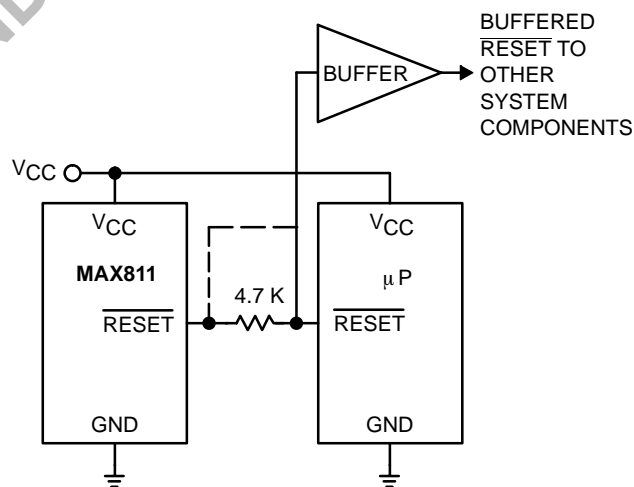 BUFFERED
RESET TO
OTHER
SYSTEM
COMPONENTS
BUFFER
VCC
VCC
VCC
MAX811
μP
4.7 K
RESET
RESET
GND
GND